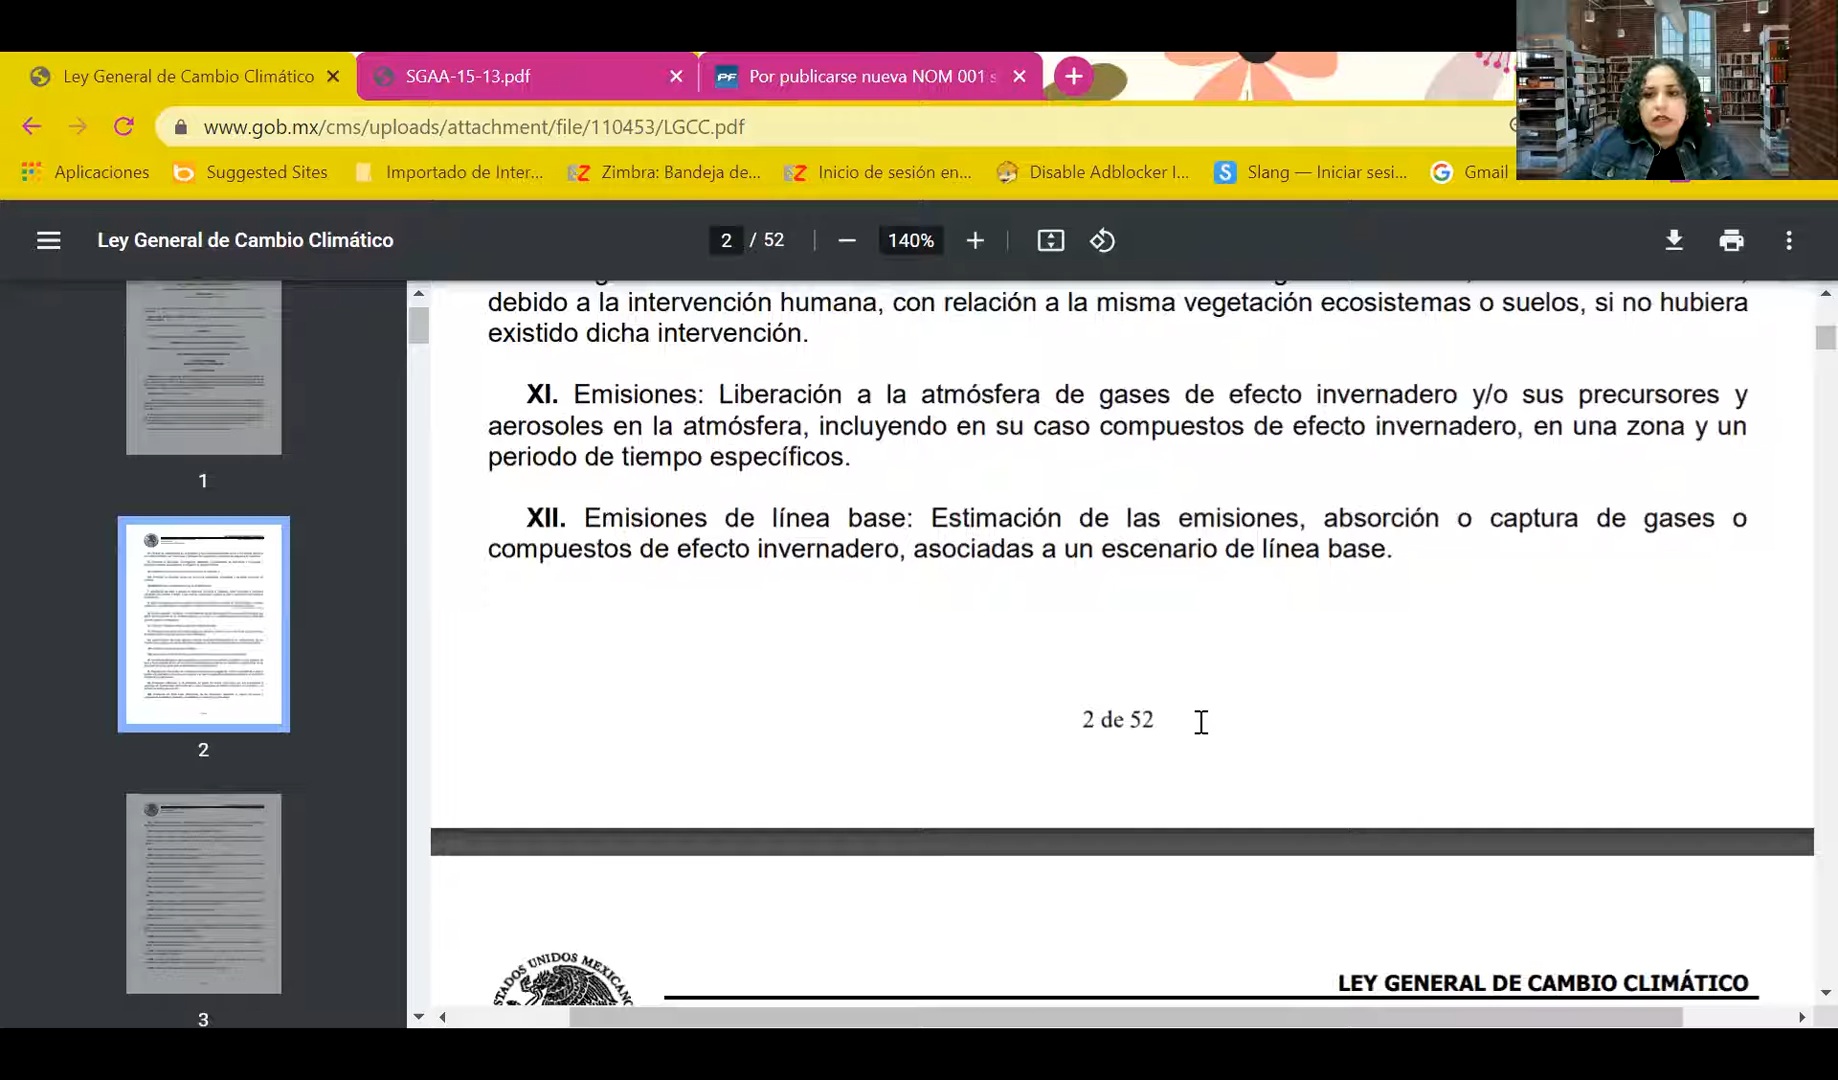 Ley General de Cambio Climático
SGAA-15-13.pdf
Por publicarse nueva NOM 001 s
www.gob.mx/cms/uploads/attachment/file/110453/LGCC.pdf
Aplicaciones
Suggested Sites
Importado de Inter...
Zimbra: Bandeja de...
Inicio de sesión en...
Disable Adblocker I...
Slang — Iniciar sesi...
Gmail
Ley General de Cambio Climático
2 / 52
140%
debido a la intervención humana, con relación a la misma vegetación ecosistemas o suelos, si no hubiera
existido dicha intervención.
XI. Emisiones: Liberación a la atmósfera de gases de efecto invernadero y/o sus precursores y
aerosoles en la atmósfera, incluyendo en su caso compuestos de efecto invernadero, en una zona y un
periodo de tiempo específicos.
XII. Emisiones de línea base: Estimación de las emisiones, absorción o captura de gases o
compuestos de efecto invernadero, asociadas a un escenario de línea base.
2 de 52
ESTADOS UNIDOS MEXICANOS
LEY GENERAL DE CAMBIO CLIMÁTICO
1
2
3